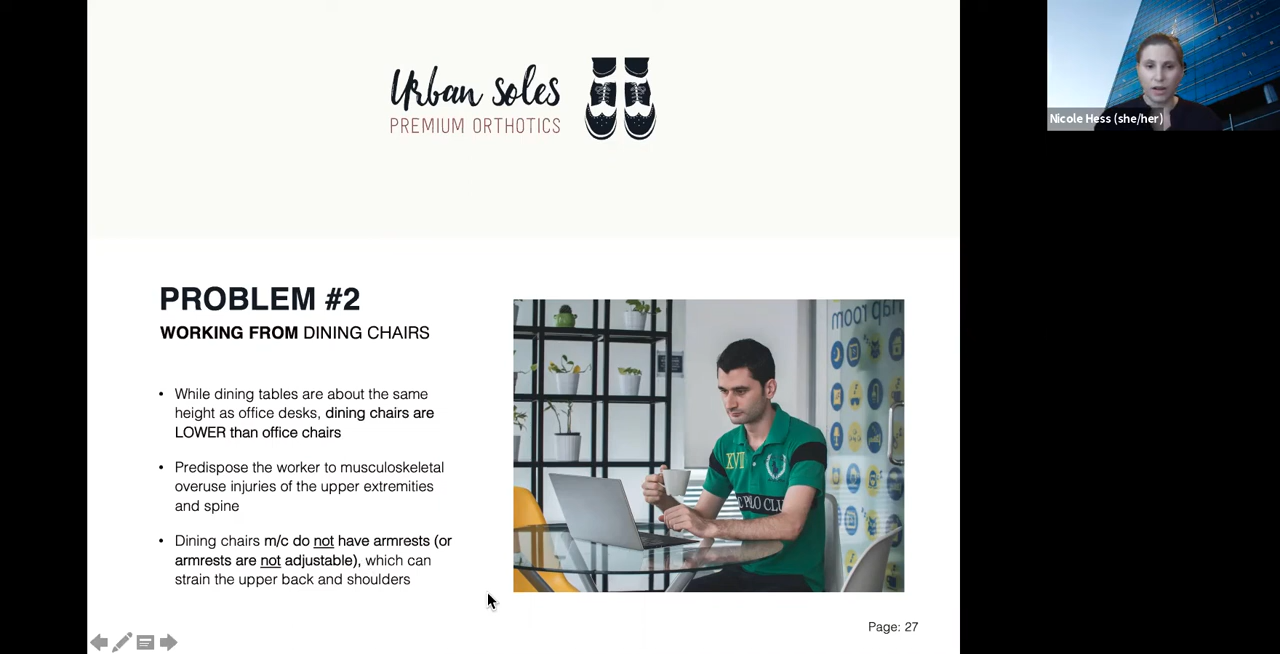 Urban soles
PREMIUM ORTHOTICS
Nicole Hess (she/her)
PROBLEM #2
WORKING FROM DINING CHAIRS
• While dining tables are about the same
height as office desks, dining chairs are
LOWER than office chairs
• Predispose the worker to musculoskeletal
overuse injuries of the upper extremities
and spine
• Dining chairs m/c do not have armrests (or
armrests are not adjustable), which can
strain the upper back and shoulders
room
XVII
POLO CLU
Page: 27